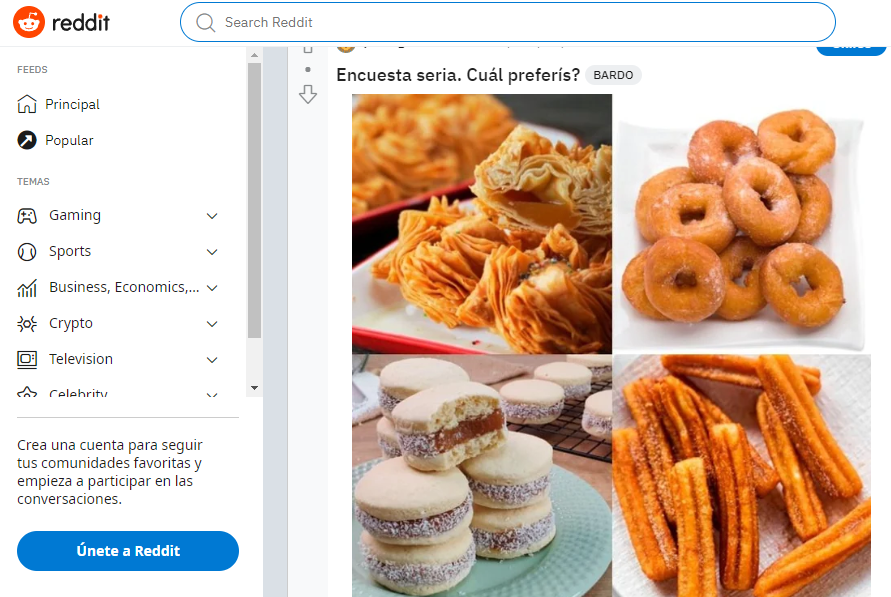 reddit
Search Reddit
FEEDS
Principal
Popular
TEMAS
Gaming
Sports
Business, Economics,...
Crypto
Television
Celebrity
Crea una cuenta para seguir
tus comunidades favoritas y
empieza a participar en las
conversaciones.
Únete a Reddit
Encuesta seria. Cuál preferís? BARDO